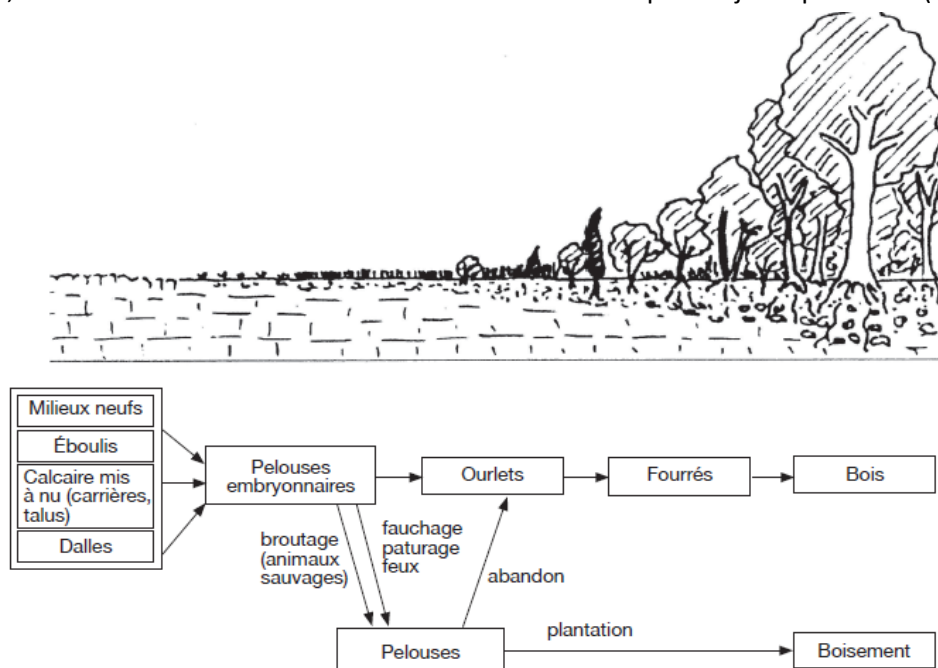 Milieux neufs
Éboulis
Calcaire mis
à nu (carrières,
talus)
Dalles
Pelouses
embryonnaires
Ourlets
Fourrés
Bois
broutage
(animaux
sauvages)
fauchage
paturage
feux
abandon
Pelouses
plantation
Boisement